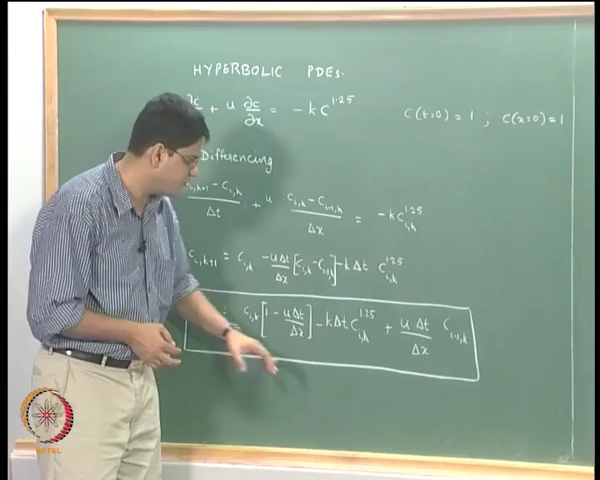 HYPERBOLIC PDEs.
∂c + u ∂c/∂x = -kC^1.25   C(t=0) = 1 ; C(x=0) = 1
Differencing
C_i,k+1 - C_i,k / Δt + u C_i,k - C_i-1,k / Δx = -kC_i,k^1.25
C_i,k+1 = C_i,k - uΔt/Δx [C_i,k - C_i-1,k] - kΔt C_i,k^1.25
C_i,k [1 - uΔt/Δx] - kΔt C_i,k^1.25 + uΔt/Δx C_i-1,k